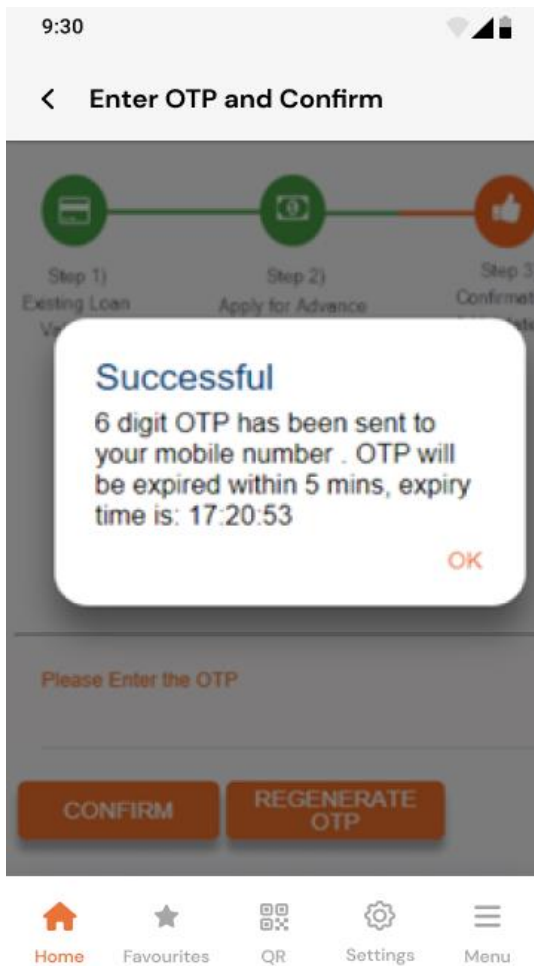 9:30
Enter OTP and Confirm
Step 1)
Step 2)
Step 3
Existing Loan
Apply for Advance
Confirmat
Successful
6 digit OTP has been sent to
your mobile number . OTP will
be expired within 5 mins, expiry
time is: 17:20:53
OK
Please Enter the OTP
CONFIRM
REGENERATE
OTP
Home
Favourites
QR
Settings
Menu